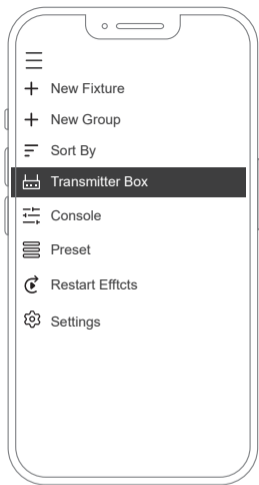 New Fixture
New Group
Sort By
Transmitter Box
Console
Preset
Restart Efftcts
Settings